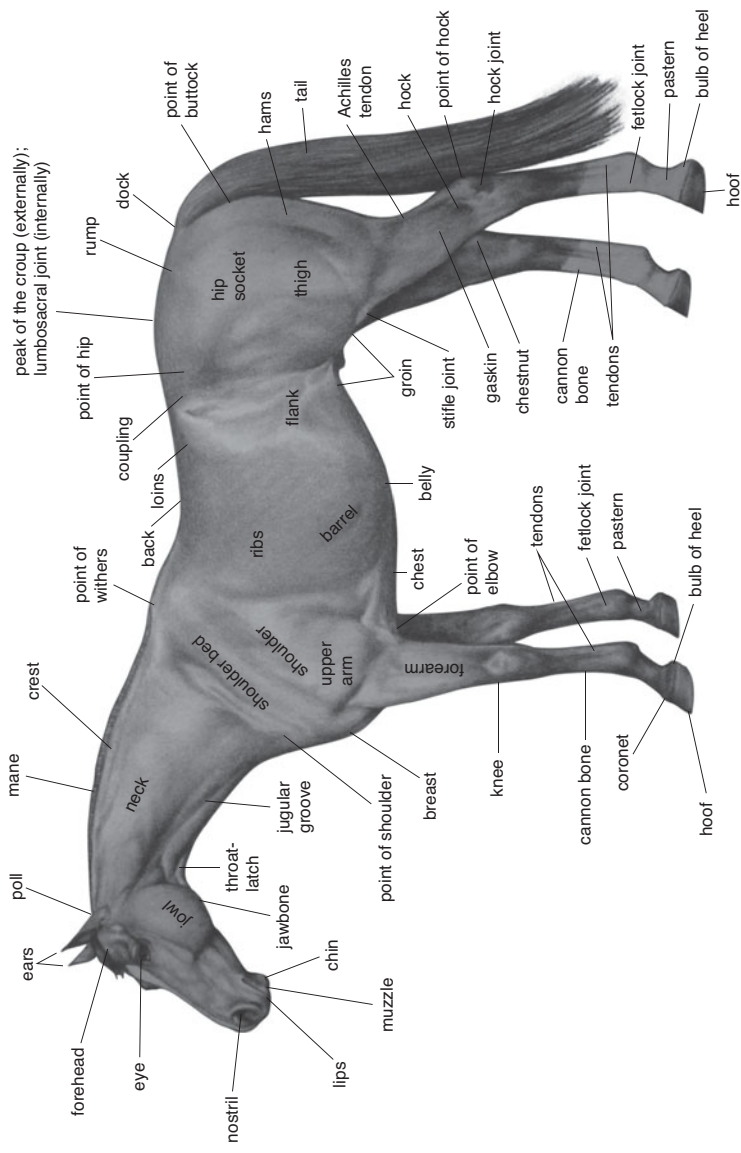 ears
poll
mane
crest
point of
withers
back
loins
coupling
point of hip
peak of the croup (externally);
lumbosacral joint (internally)
rump
dock
point of
buttock
hams
tail
Achilles
tendon
hock
point of hock
hock joint
fetlock joint
pastern
bulb of heel
hoof
tendons
cannon
bone
chestnut
gaskin
stifle joint
groin
belly
chest
point of
elbow
tendons
fetlock joint
pastern
bulb of heel
hoof
coronet
cannon bone
knee
breast
point of shoulder
jugular
groove
throat-
latch
jawbone
chin
muzzle
lips
nostril
eye
forehead
jowl
neck
shoulder bed
shoulder
upper
arm
forearm
ribs
barrel
flank
hip
socket
thigh